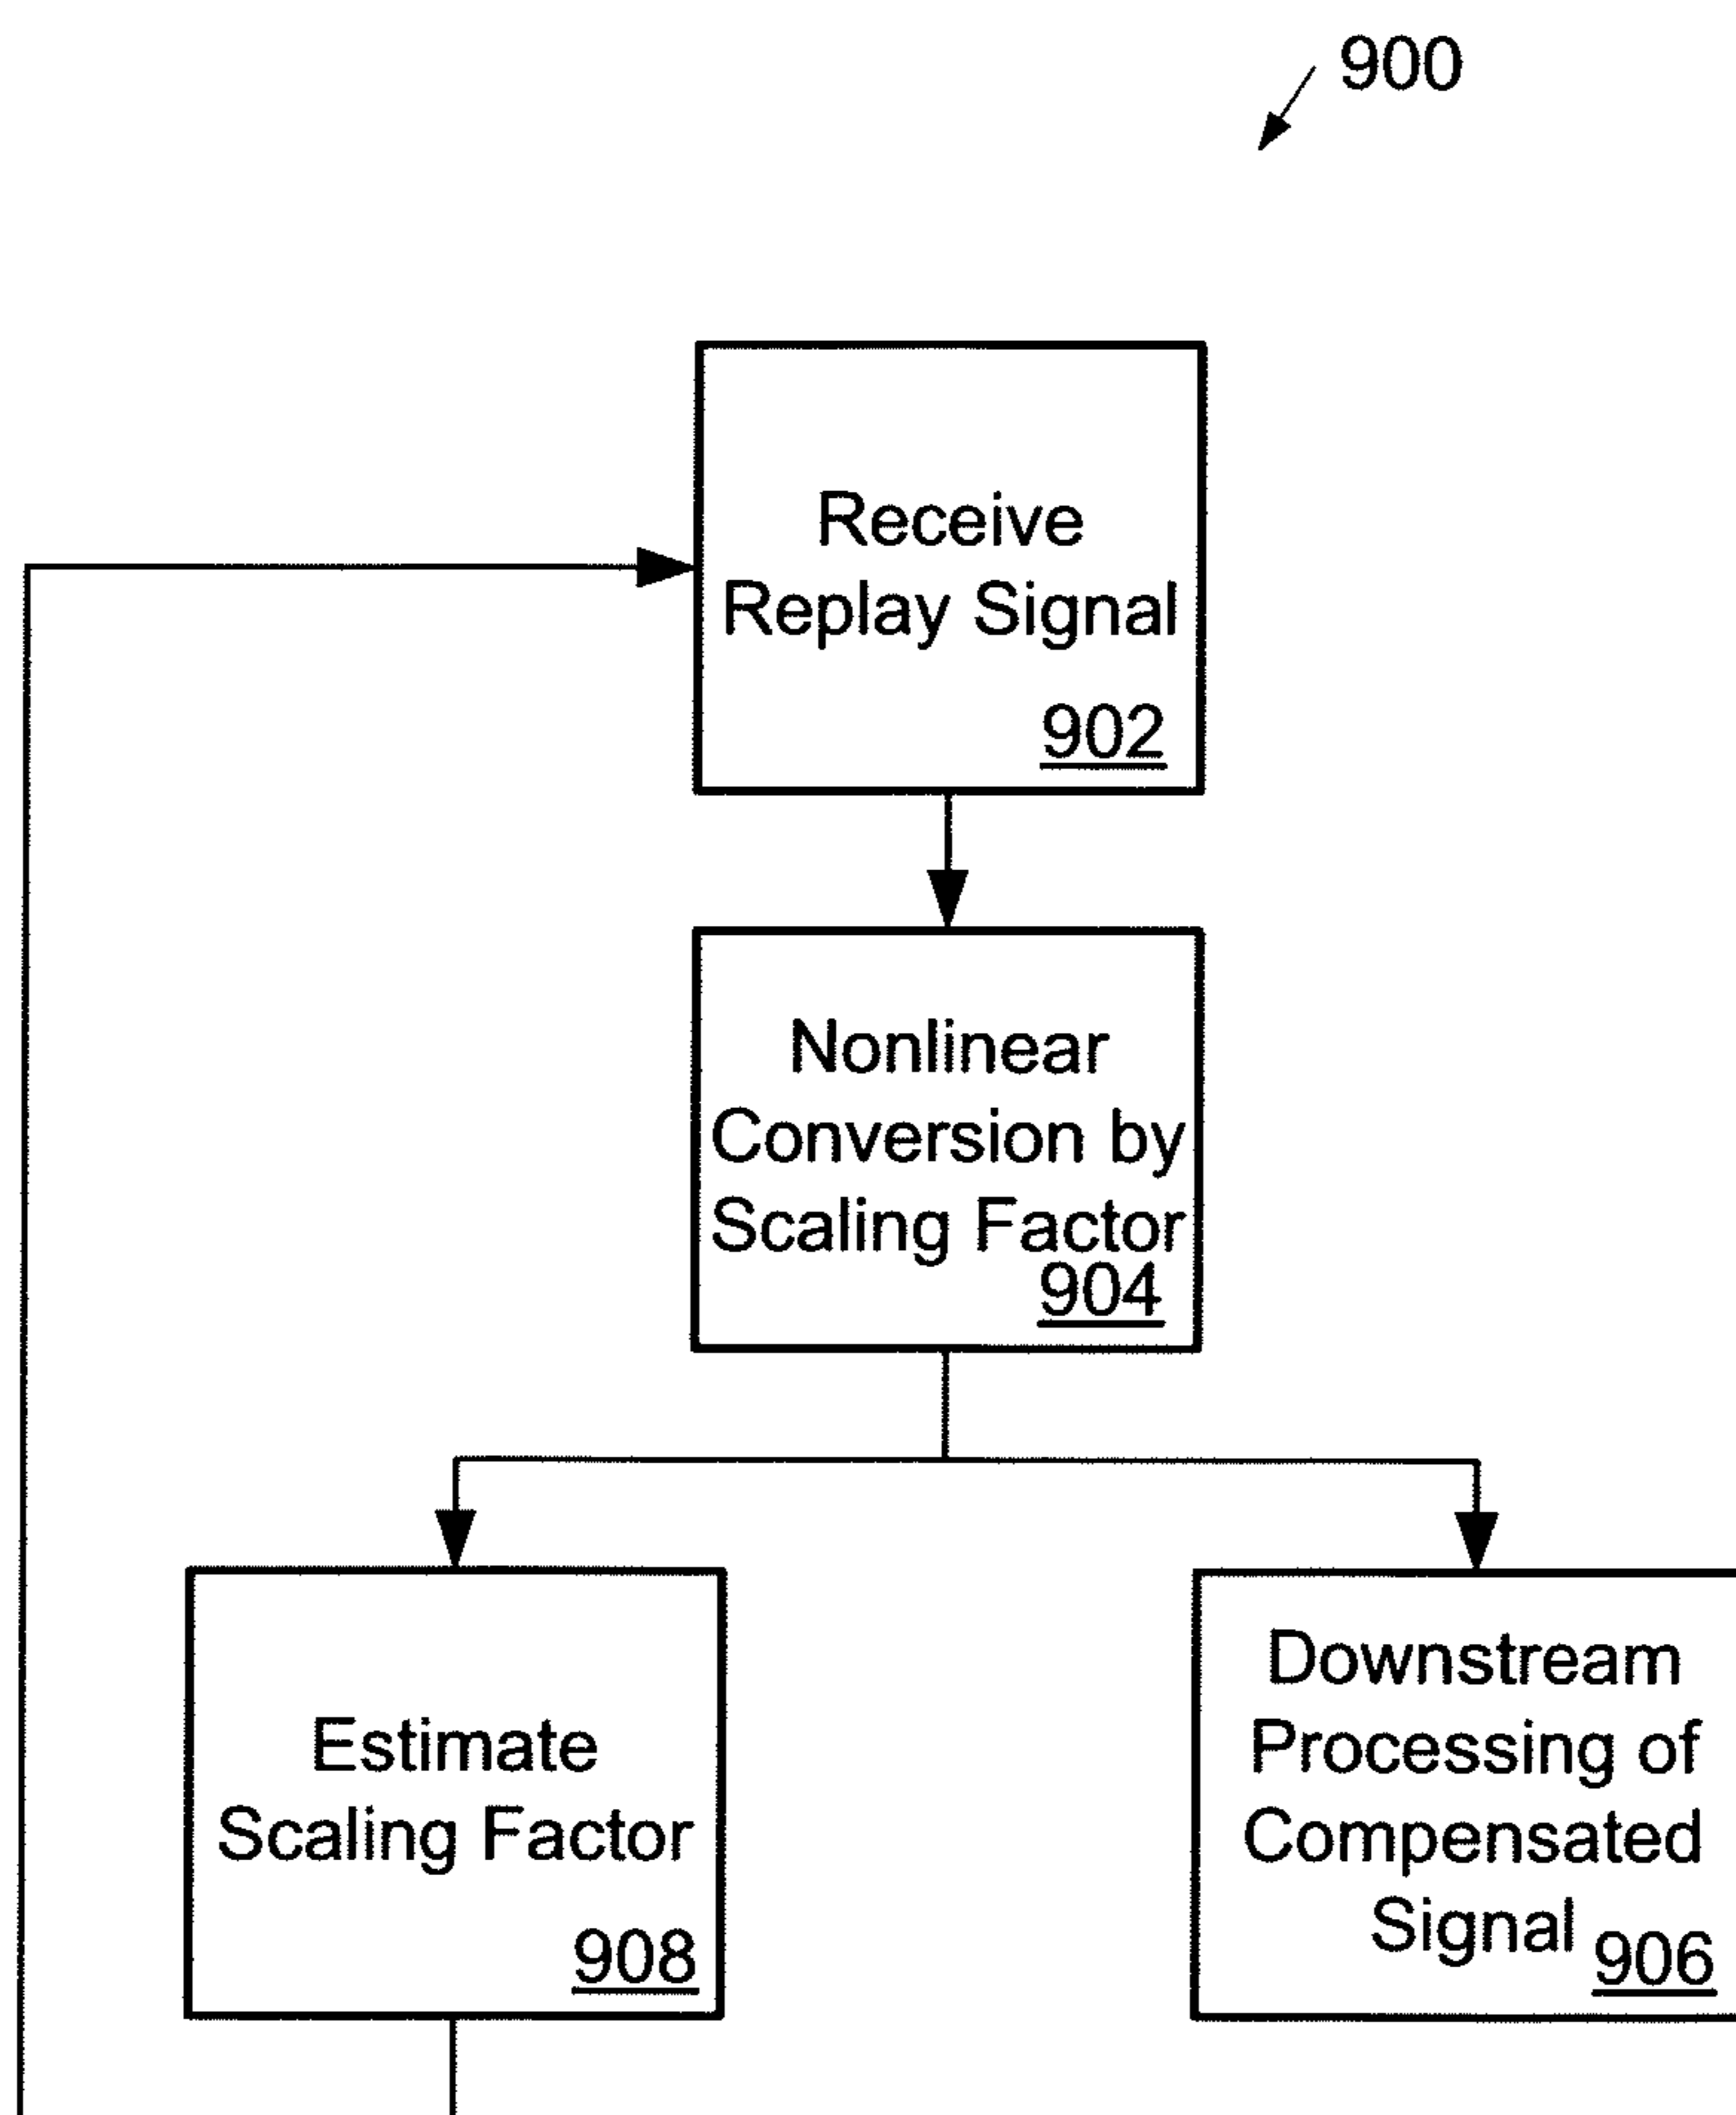 900
Receive
Replay Signal
902
Nonlinear
Conversion by
Scaling Factor
904
Estimate
Scaling Factor
908
Downstream
Processing of
Compensated
Signal
906